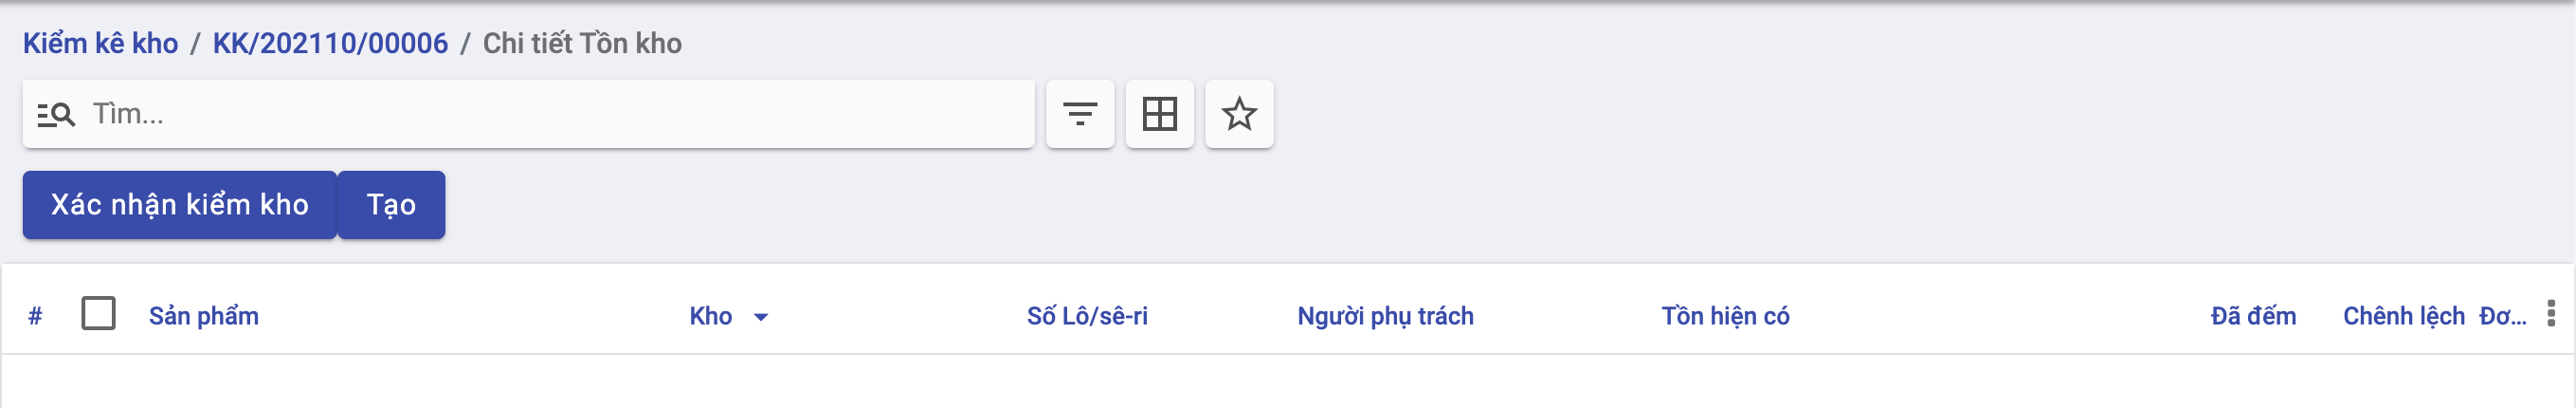 Kiểm kê kho / KK/202110/00006 / Chi tiết Tồn kho
Tìm...
Xác nhận kiểm kho Tạo
# Sản phẩm Kho Số Lô/sê-ri Người phụ trách Tồn hiện có Đã đếm Chênh lệch Đơ...